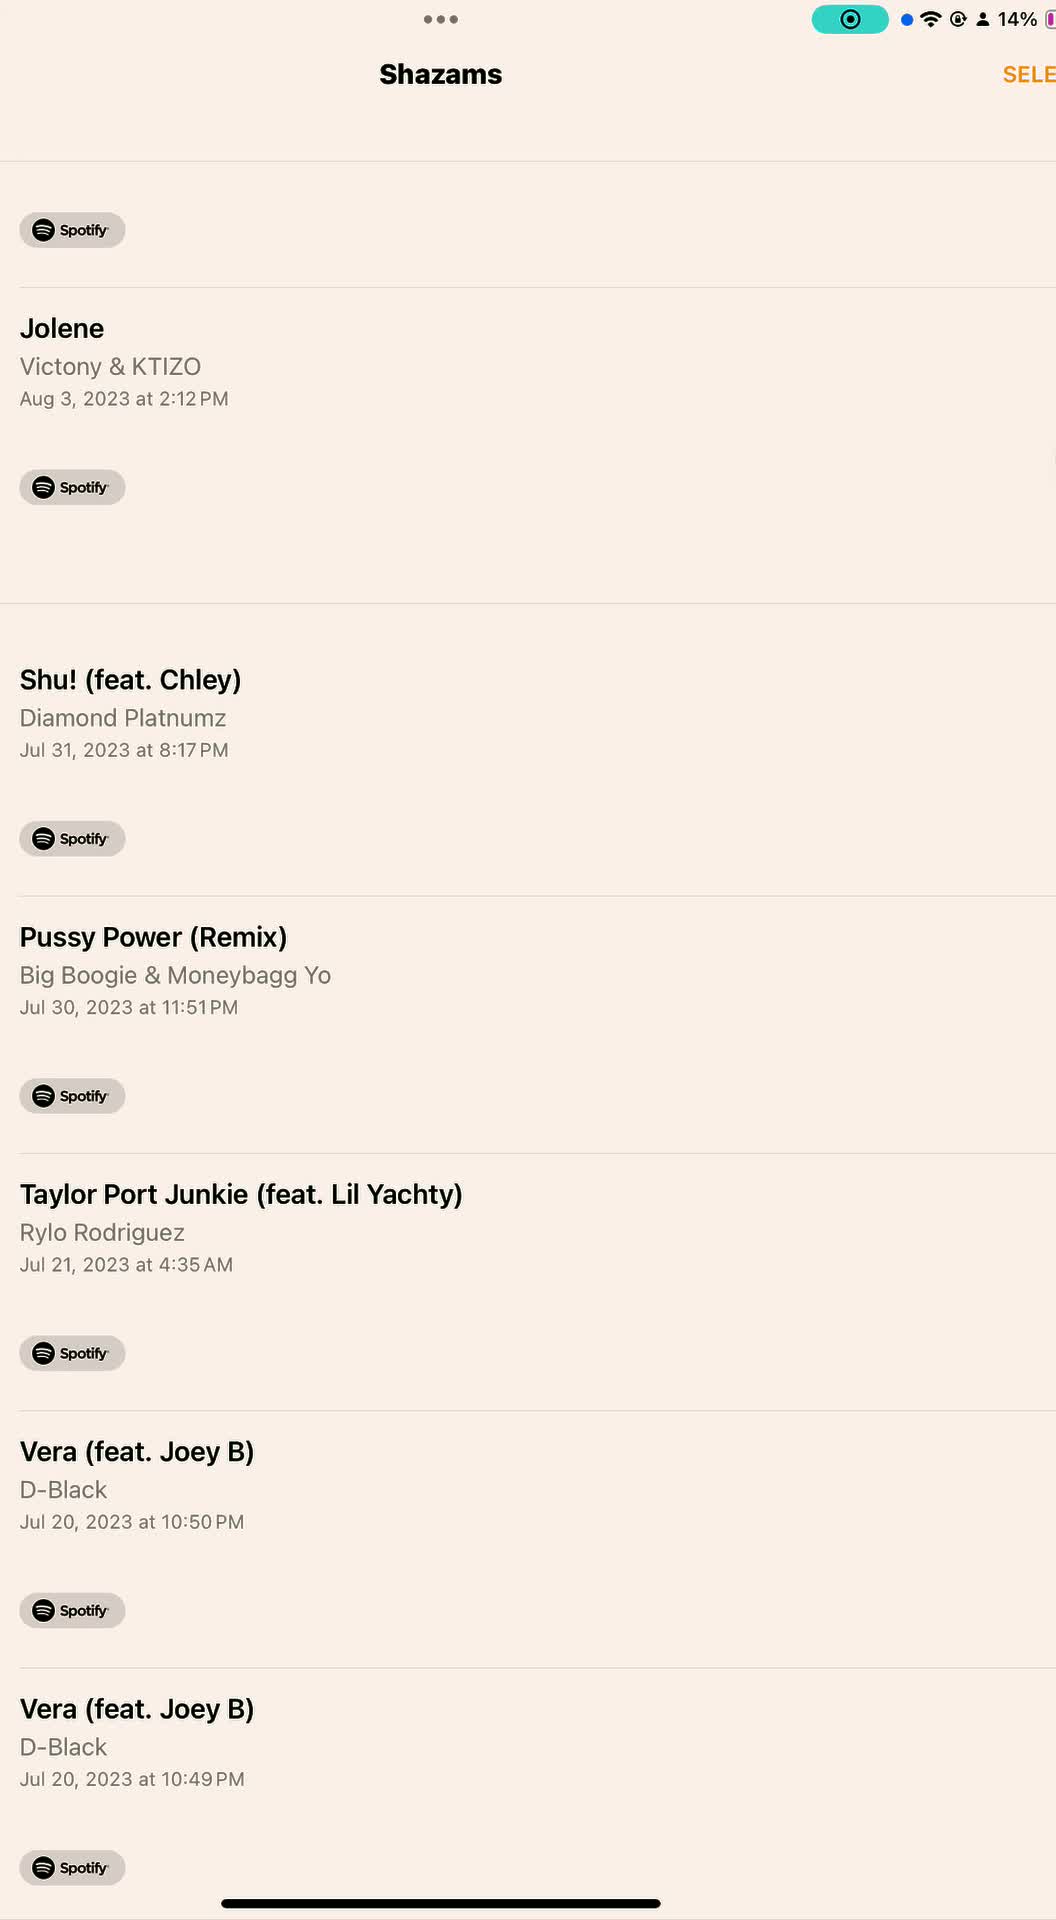 14%
Shazams
SELE
Spotify
Jolene
Victony & KTIZO
Aug 3, 2023 at 2:12 PM
Spotify
Shu! (feat. Chley)
Diamond Platnumz
Jul 31, 2023 at 8:17 PM
Spotify
Pussy Power (Remix)
Big Boogie & Moneybagg Yo
Jul 30, 2023 at 11:51 PM
Spotify
Taylor Port Junkie (feat. Lil Yachty)
Rylo Rodriguez
Jul 21, 2023 at 4:35 AM
Spotify
Vera (feat. Joey B)
D-Black
Jul 20, 2023 at 10:50 PM
Spotify
Vera (feat. Joey B)
D-Black
Jul 20, 2023 at 10:49 PM
Spotify